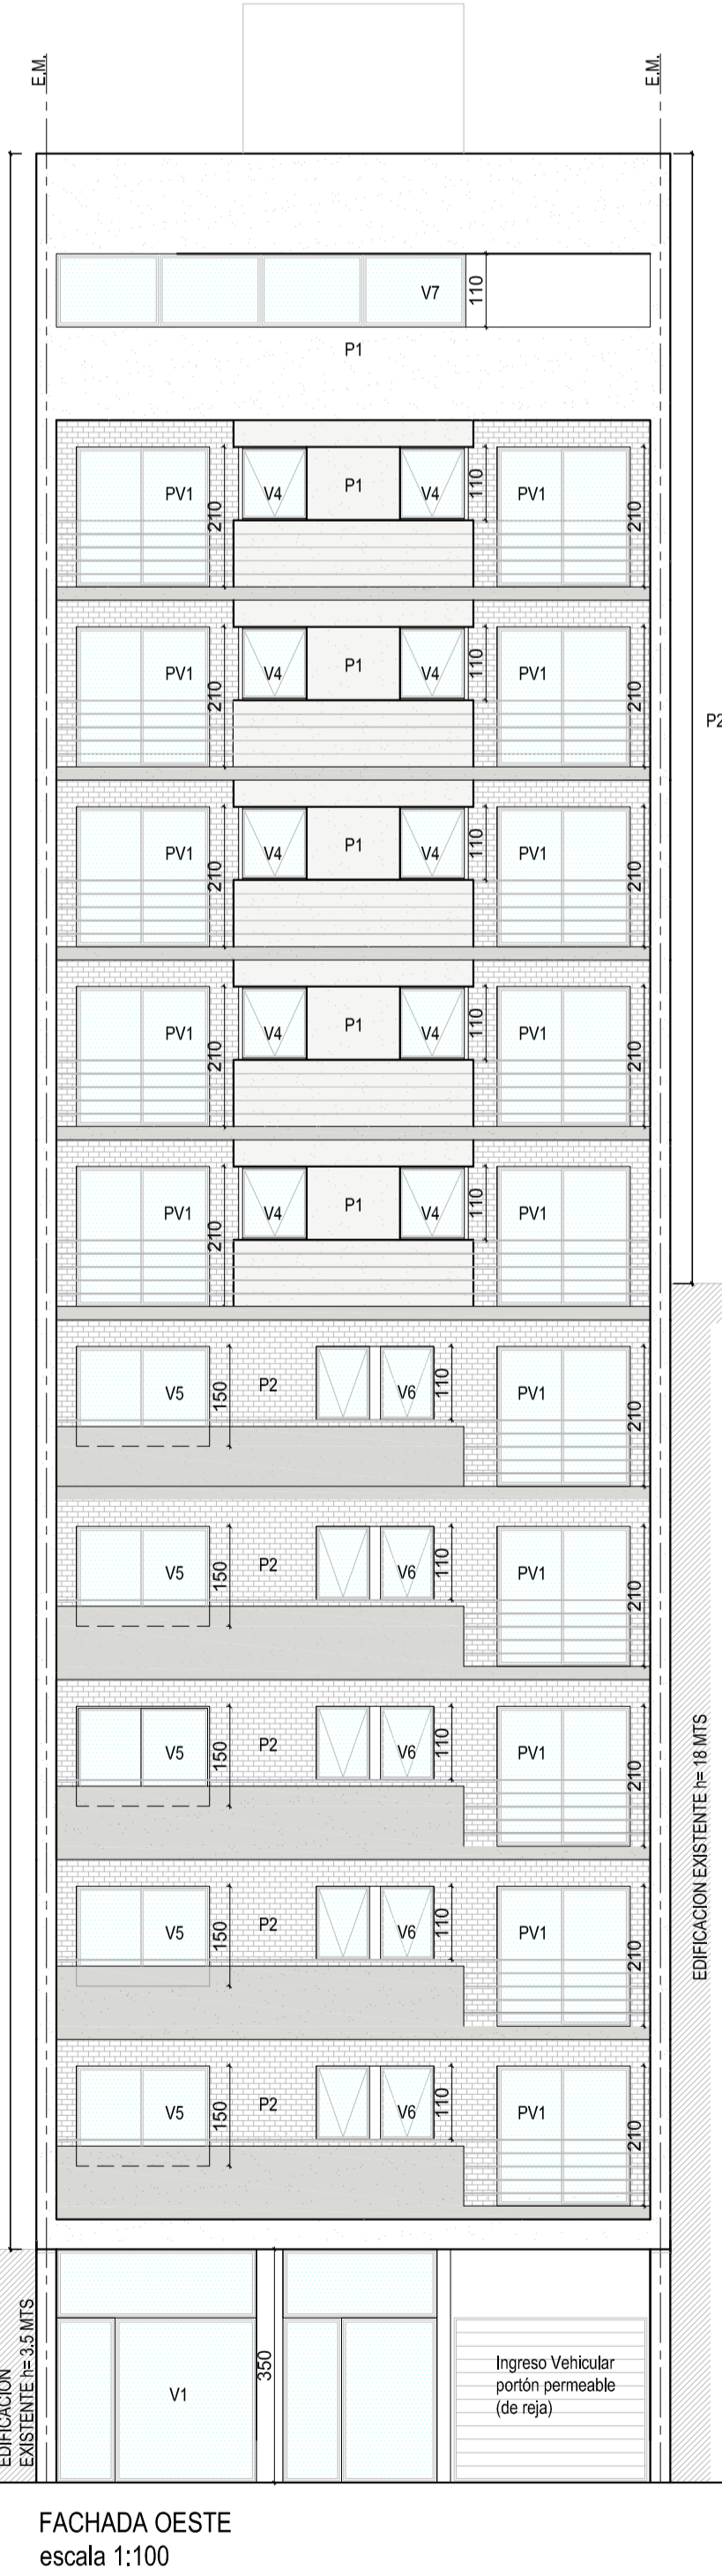 E.M.
E.M.
V7
110
P1
PV1
210
V4
P1
V4
110
PV1
210
PV1
210
V4
P1
V4
110
PV1
210
P2
PV1
210
V4
P1
V4
110
PV1
210
PV1
210
V4
P1
V4
110
PV1
210
PV1
210
V4
P1
V4
110
PV1
210
V5
150
P2
V6
110
PV1
210
V5
150
P2
V6
110
PV1
210
V5
150
P2
V6
110
PV1
210
EDIFICACION EXISTENTE h= 18 MTS
V5
150
P2
V6
110
PV1
210
V5
150
P2
V6
110
PV1
210
EDIFICACION
EXISTENTE h= 3.5 MTS
V1
350
Ingreso Vehicular
portón permeable
(de reja)
FACHADA OESTE
escala 1:100